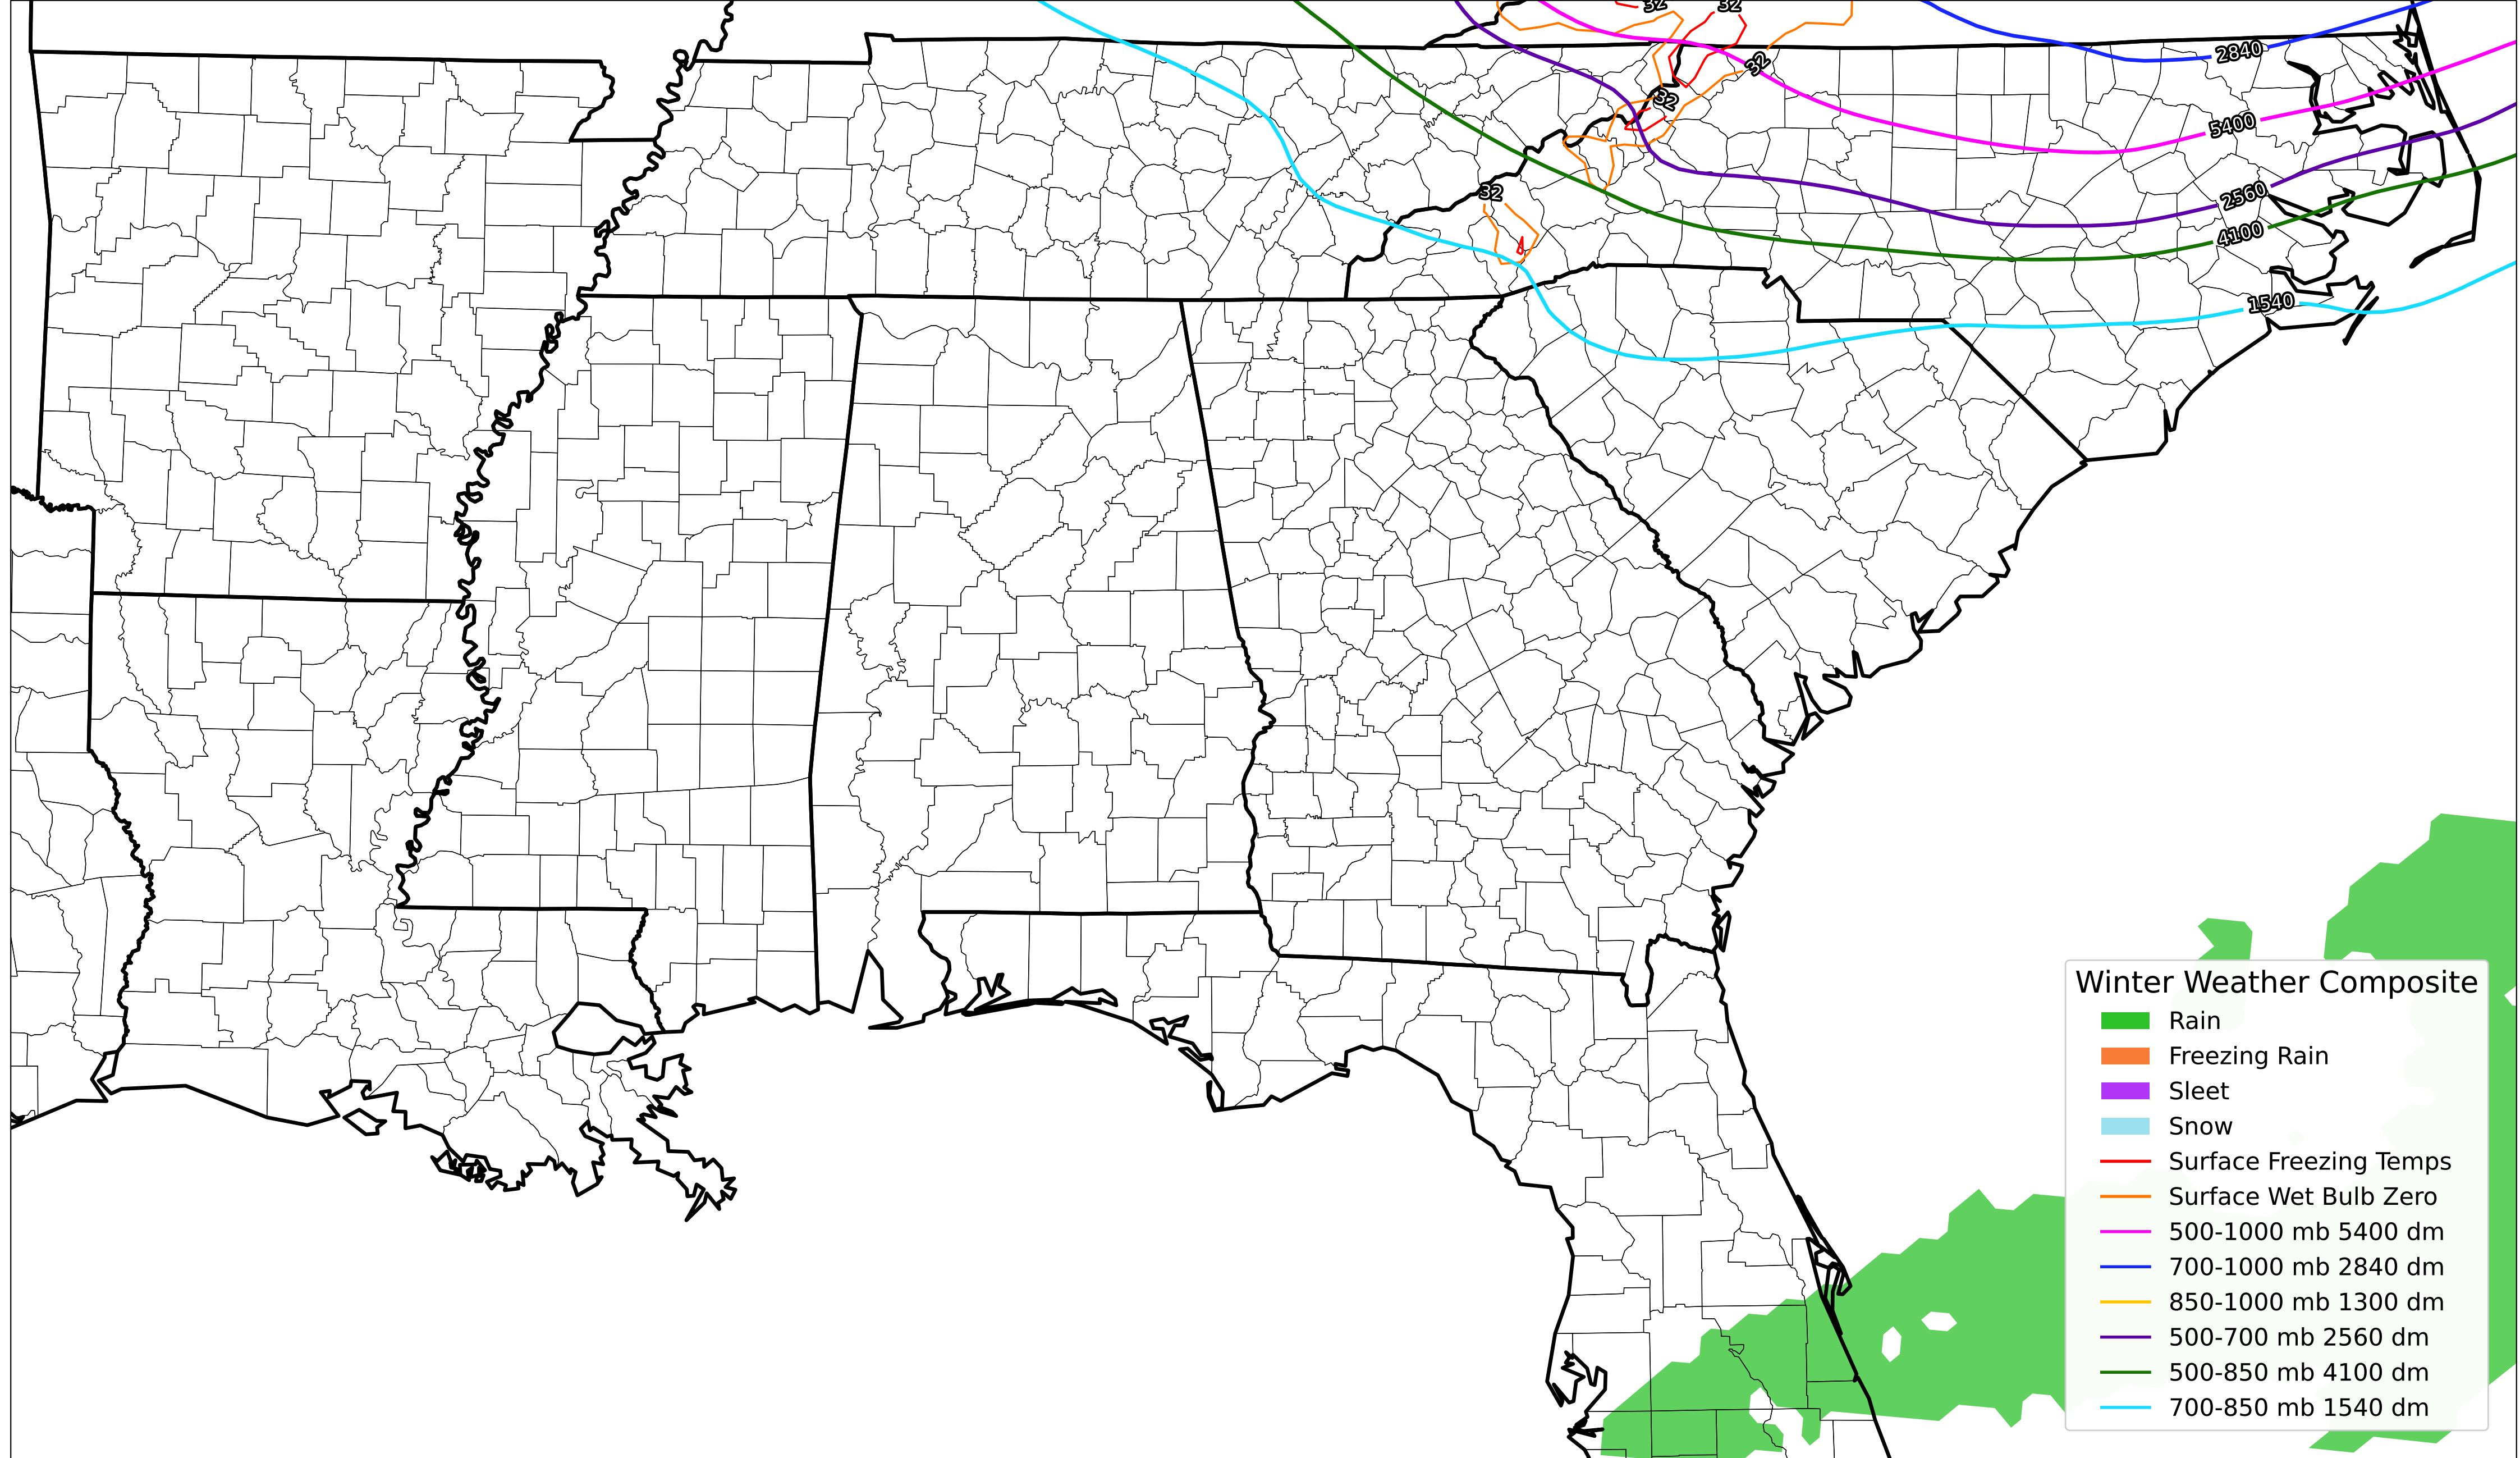 32
32
32
2840
32
5400
32
2560
4100
1540
Winter Weather Composite
Rain
Freezing Rain
Sleet
Snow
Surface Freezing Temps
Surface Wet Bulb Zero
500-1000 mb 5400 dm
700-1000 mb 2840 dm
850-1000 mb 1300 dm
500-700 mb 2560 dm
500-850 mb 4100 dm
700-850 mb 1540 dm